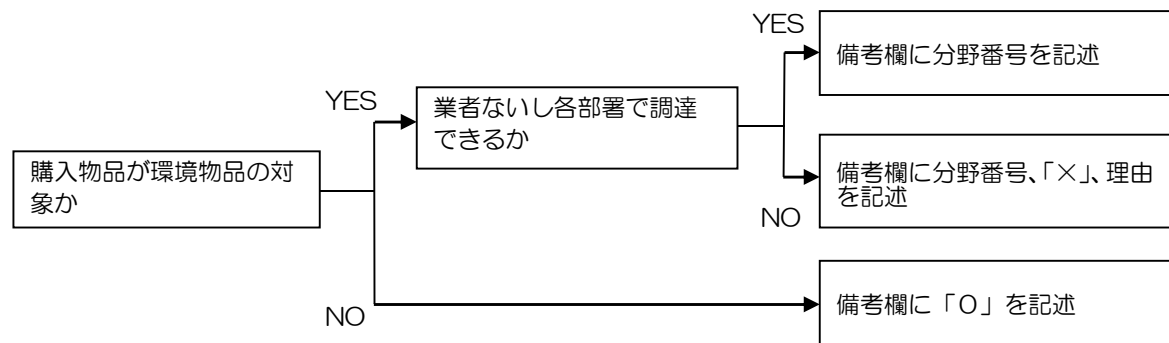 購入物品が環境物品の対
象か
YES
業者ないし各部署で調達
できるか
YES
備考欄に分野番号を記述
NO
備考欄に分野番号、「×」、理由
を記述
NO
備考欄に「0」を記述